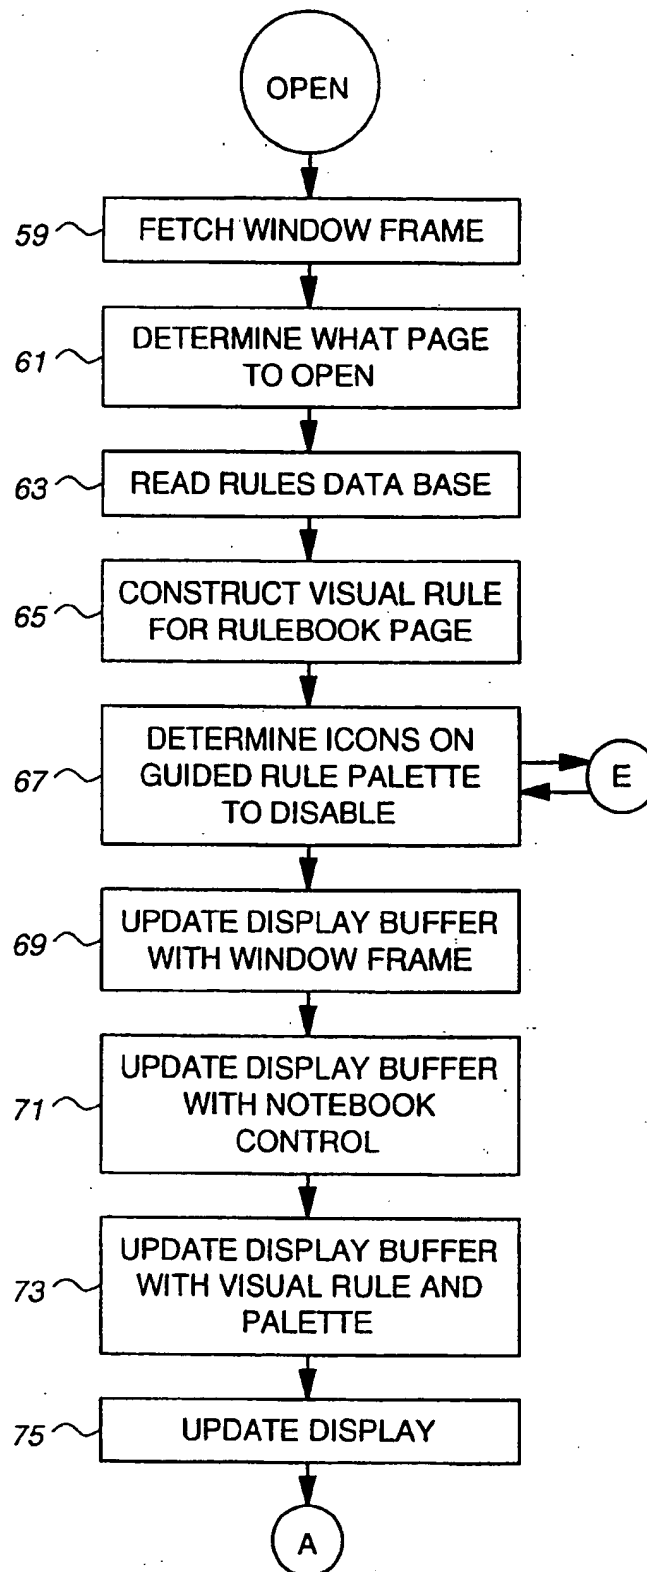 OPEN
59 FETCH WINDOW FRAME
61 DETERMINE WHAT PAGE
TO OPEN
63 READ RULES DATA BASE
65 CONSTRUCT VISUAL RULE
FOR RULEBOOK PAGE
67 DETERMINE ICONS ON
GUIDED RULE PALETTE
TO DISABLE
E
69 UPDATE DISPLAY BUFFER
WITH WINDOW FRAME
71 UPDATE DISPLAY BUFFER
WITH NOTEBOOK
CONTROL
73 UPDATE DISPLAY BUFFER
WITH VISUAL RULE AND
PALETTE
75 UPDATE DISPLAY
A